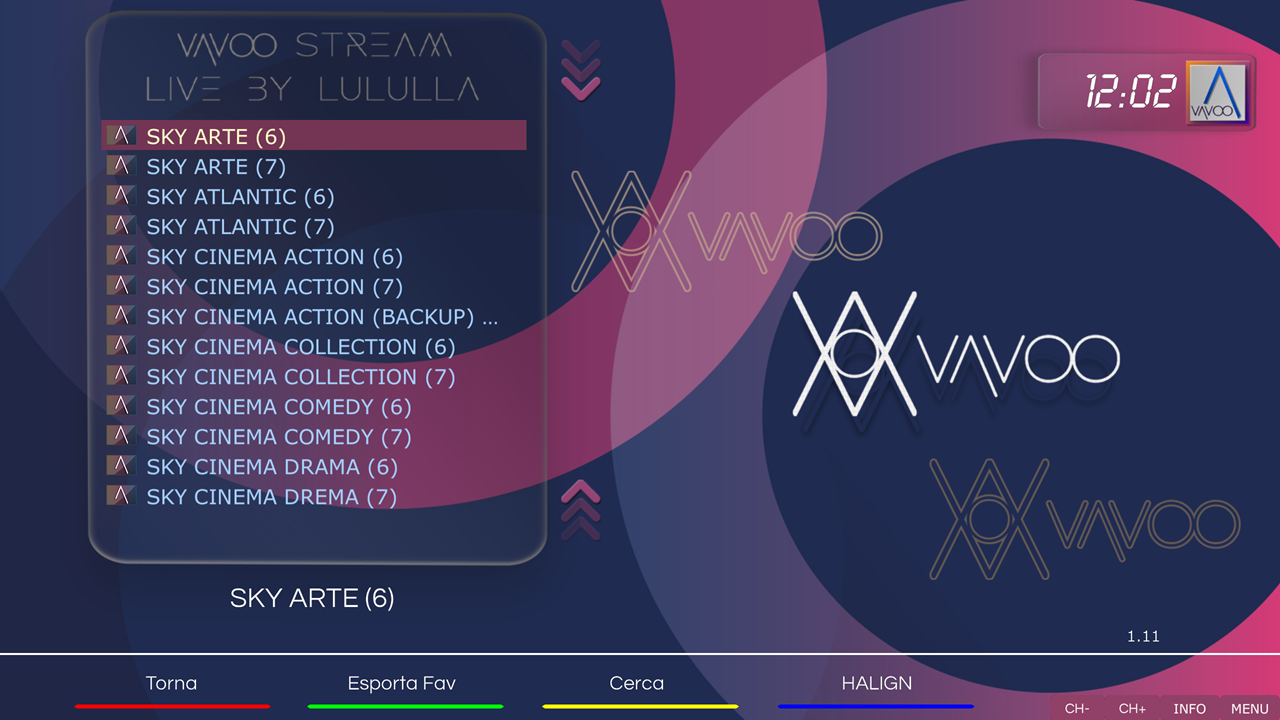 VAVOO STREAM
LIVE BY LULULLA
12:02
VAVOO
SKY ARTE (6)
SKY ARTE (7)
SKY ATLANTIC (6)
SKY ATLANTIC (7)
SKY CINEMA ACTION (6)
SKY CINEMA ACTION (7)
SKY CINEMA ACTION (BACKUP) ...
SKY CINEMA COLLECTION (6)
SKY CINEMA COLLECTION (7)
SKY CINEMA COMEDY (6)
SKY CINEMA COMEDY (7)
SKY CINEMA DRAMA (6)
SKY CINEMA DREMA (7)
VAVOO
VAVOO
VAVOO
SKY ARTE (6)
1.11
Torna
Esporta Fav
Cerca
HALIGN
CH-
CH+
INFO
MENU